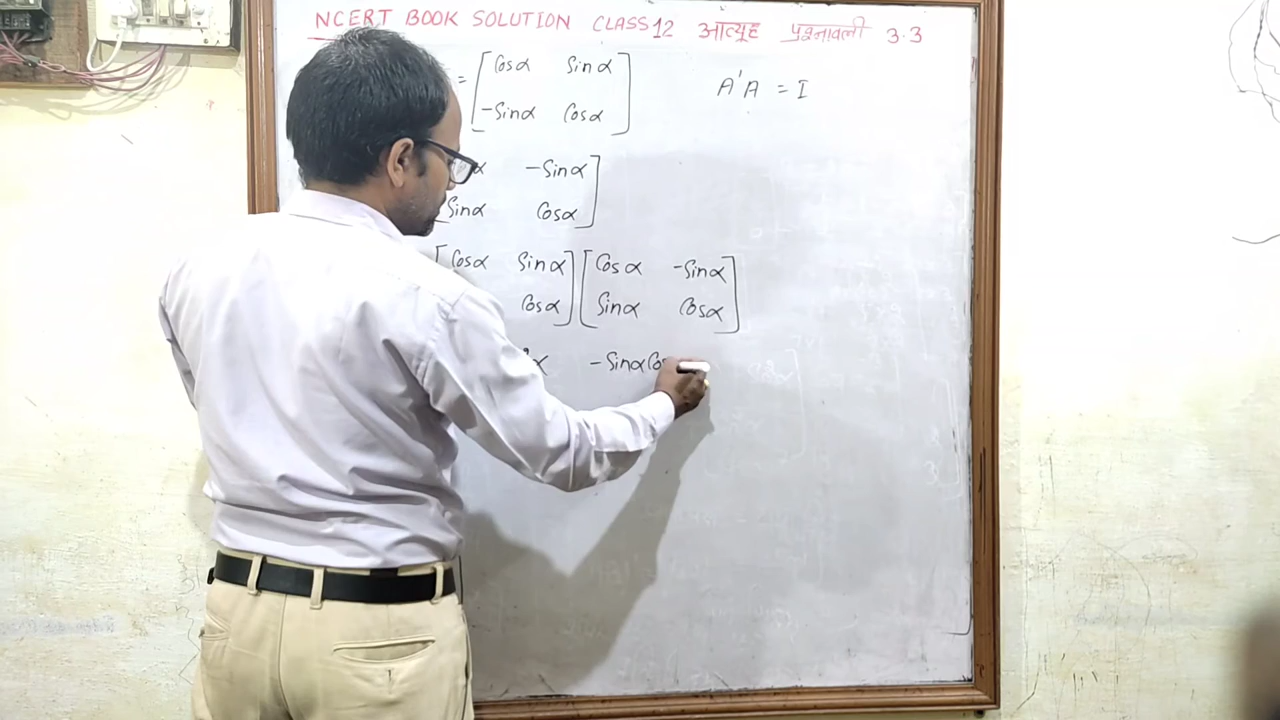 NCERT BOOK SOLUTION CLASS 12 आव्यूह प्रश्नावली 3.3
= [ Cosα Sinα
-Sinα Cosα ]
A'A = I
-Sinα ]
Sinα Cosα ]
[ Cosα Sinα ] [ Cosα -Sinα ]
Cosα ] [ Sinα Cosα ]
²α -SinαCos